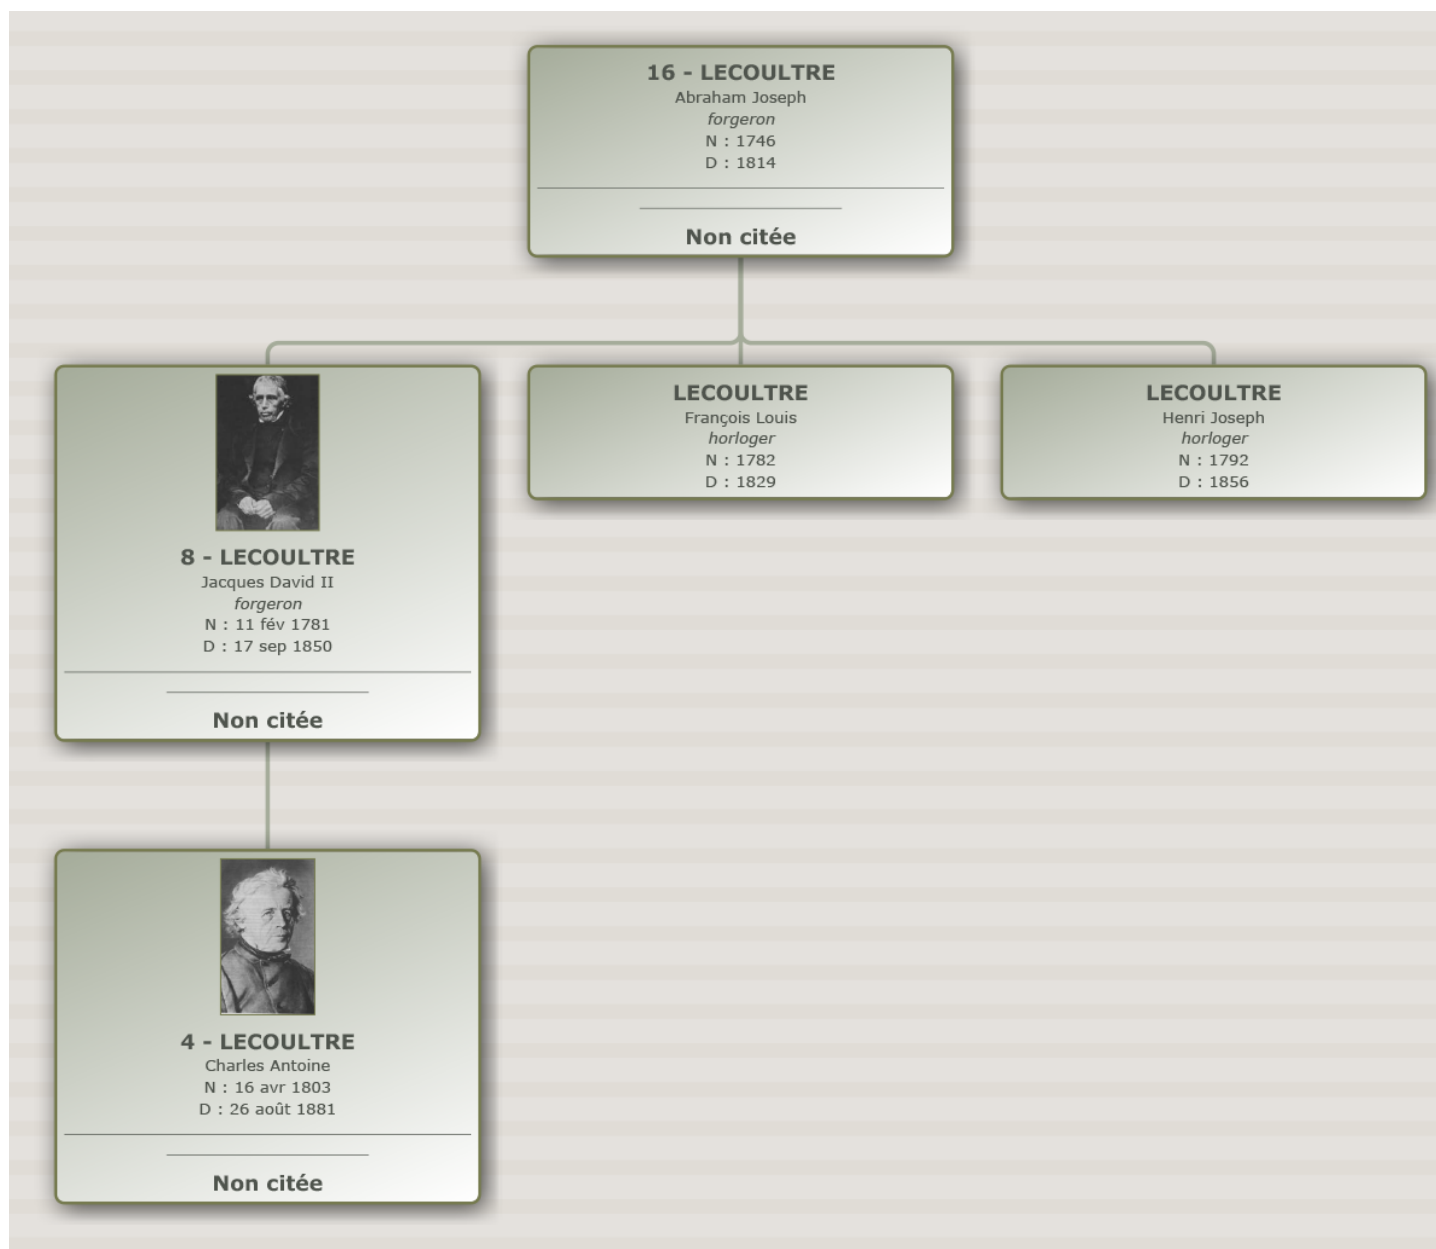 16 - LECOULTRE
Abraham Joseph
forgeron
N : 1746
D : 1814
Non citée
8 - LECOULTRE
Jacques David II
forgeron
N : 11 fév 1781
D : 17 sep 1850
Non citée
LECOULTRE
François Louis
horloger
N : 1782
D : 1829
LECOULTRE
Henri Joseph
horloger
N : 1792
D : 1856
4 - LECOULTRE
Charles Antoine
N : 16 avr 1803
D : 26 août 1881
Non citée